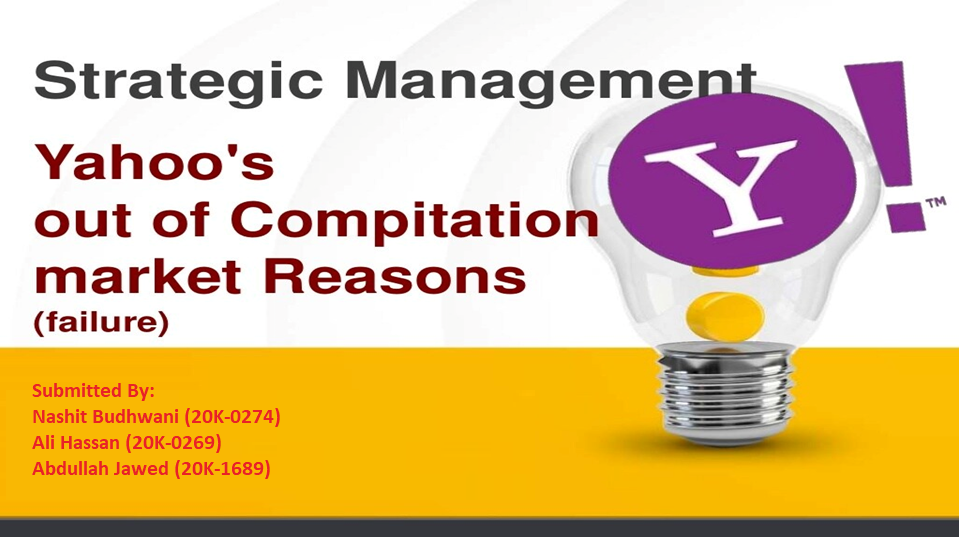 Strategic Management
Yahoo's
out of Compitation
market Reasons
(failure)
Y!
TM
Submitted By:
Nashit Budhwani (20K-0274)
Ali Hassan (20K-0269)
Abdullah Jawed (20K-1689)